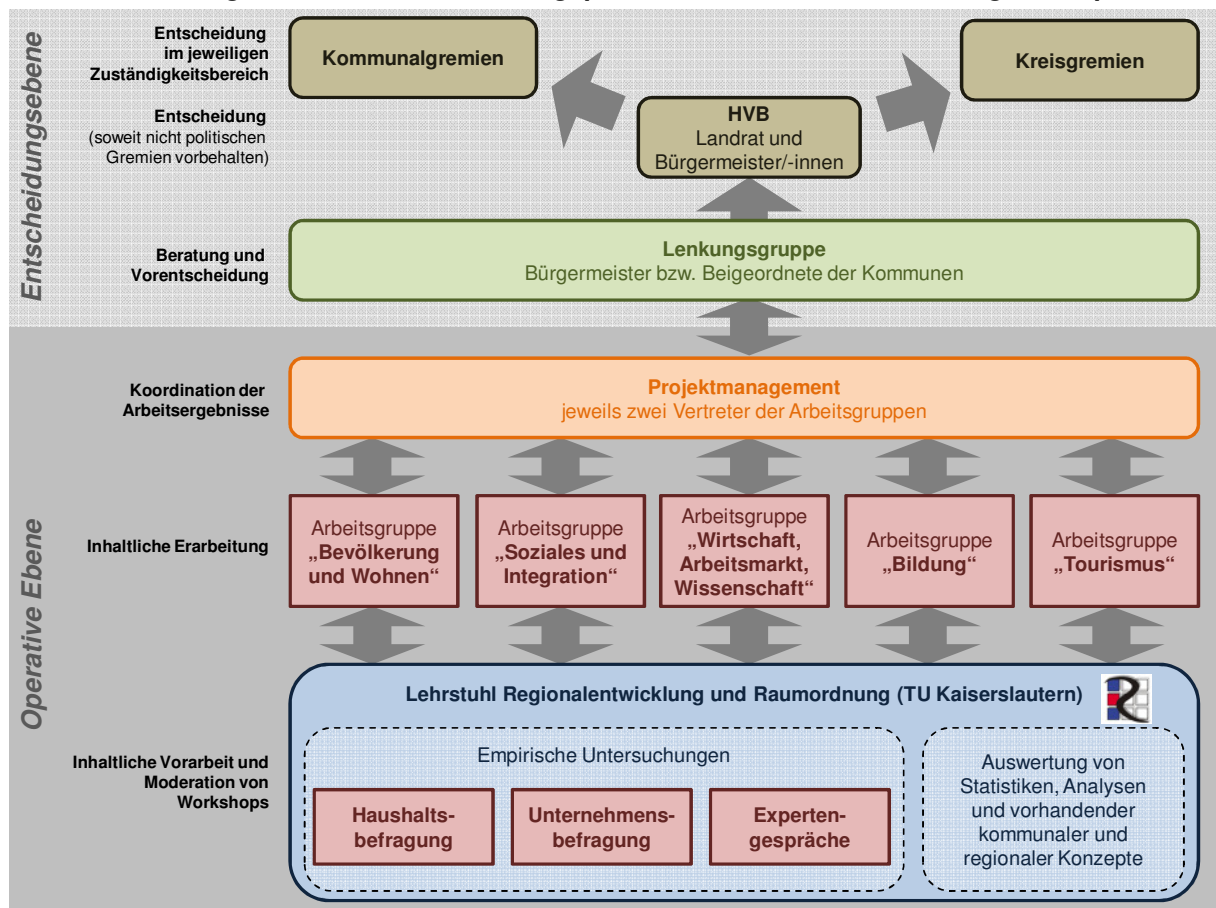 Entscheidungsebene
Entscheidung
im jeweiligen
Zuständigkeitsbereich
Kommunalgremien
Kreisgremien
Entscheidung
(soweit nicht politischen
Gremien vorbehalten)
HVB
Landrat und
Bürgermeister/-innen
Beratung und
Vorentscheidung
Lenkungsgruppe
Bürgermeister bzw. Beigeordnete der Kommunen
Operative Ebene
Koordination der
Arbeitsergebnisse
Projektmanagement
jeweils zwei Vertreter der Arbeitsgruppen
Inhaltliche Erarbeitung
Arbeitsgruppe
„Bevölkerung
und Wohnen“
Arbeitsgruppe
„Soziales und
Integration“
Arbeitsgruppe
„Wirtschaft,
Arbeitsmarkt,
Wissenschaft“
Arbeitsgruppe
„Bildung“
Arbeitsgruppe
„Tourismus“
Inhaltliche Vorarbeit und
Moderation von
Workshops
Lehrstuhl Regionalentwicklung und Raumordnung (TU Kaiserslautern)
Empirische Untersuchungen
Haushalts-
befragung
Unternehmens-
befragung
Experten-
gespräche
Auswertung von
Statistiken, Analysen
und vorhandender
kommunaler und
regionaler Konzepte